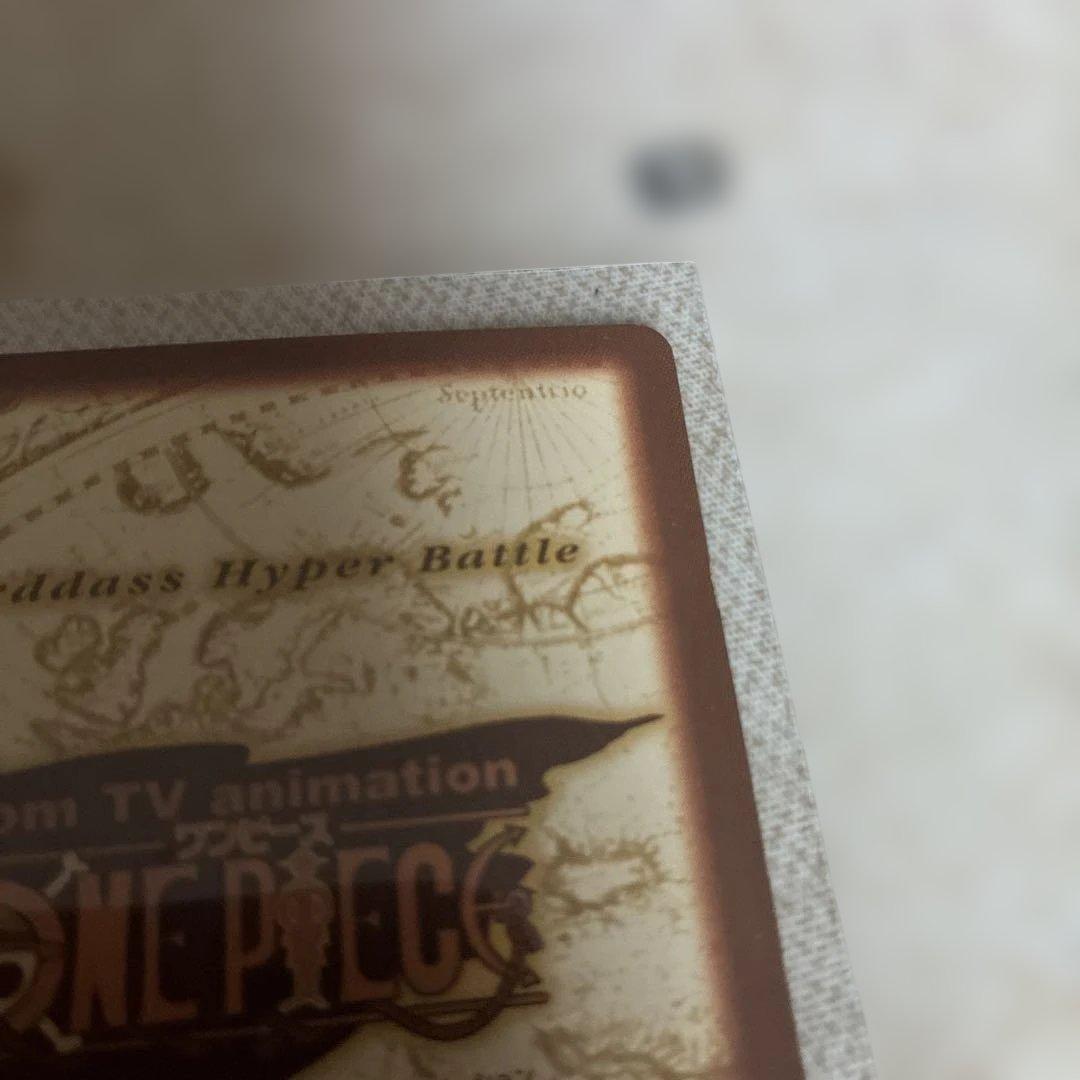 Septentrio
rddass Hyper Battle
om TV animation
ワンピース
ONE PIECE